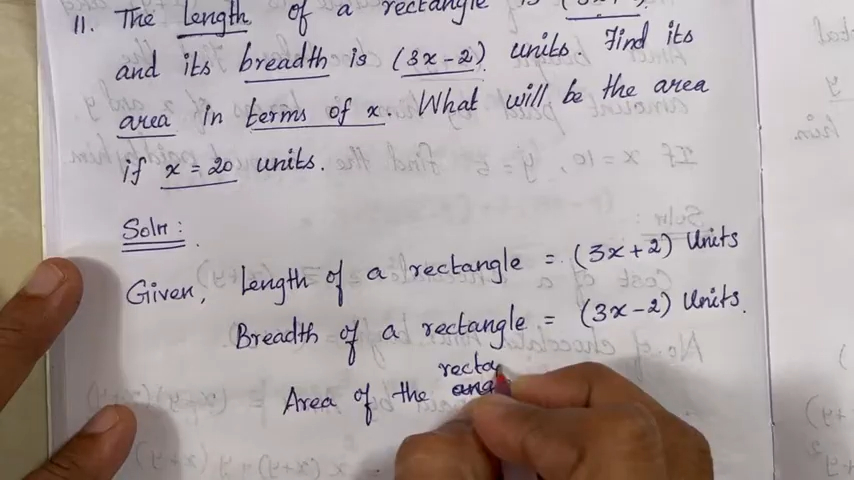 11. The Length of a rectangle is
and its breadth is (3x-2) units. Find its
area in terms of x. What will be the area
if x = 20 units.
Soln:
Given, Length of a rectangle = (3x+2) Units
Breadth of a rectangle = (3x-2) Units.
recta
Area of the